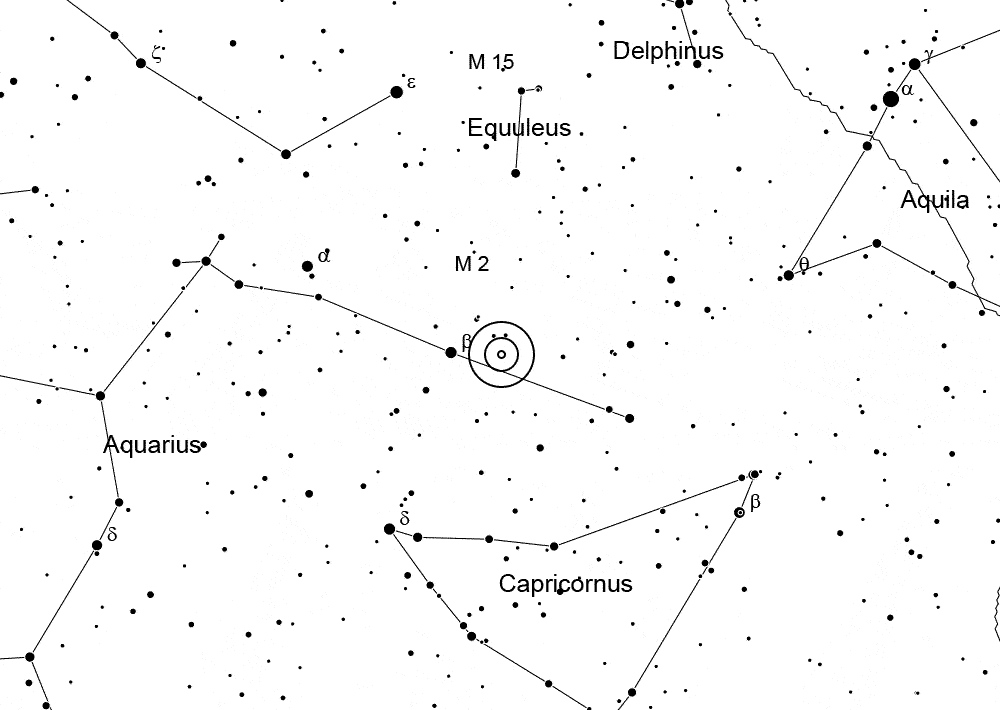 Delphinus
ζ
M 15
γ
ε
α
Equuleus
Aquila
α
M 2
θ
β
Aquarius
β
δ
δ
Capricornus